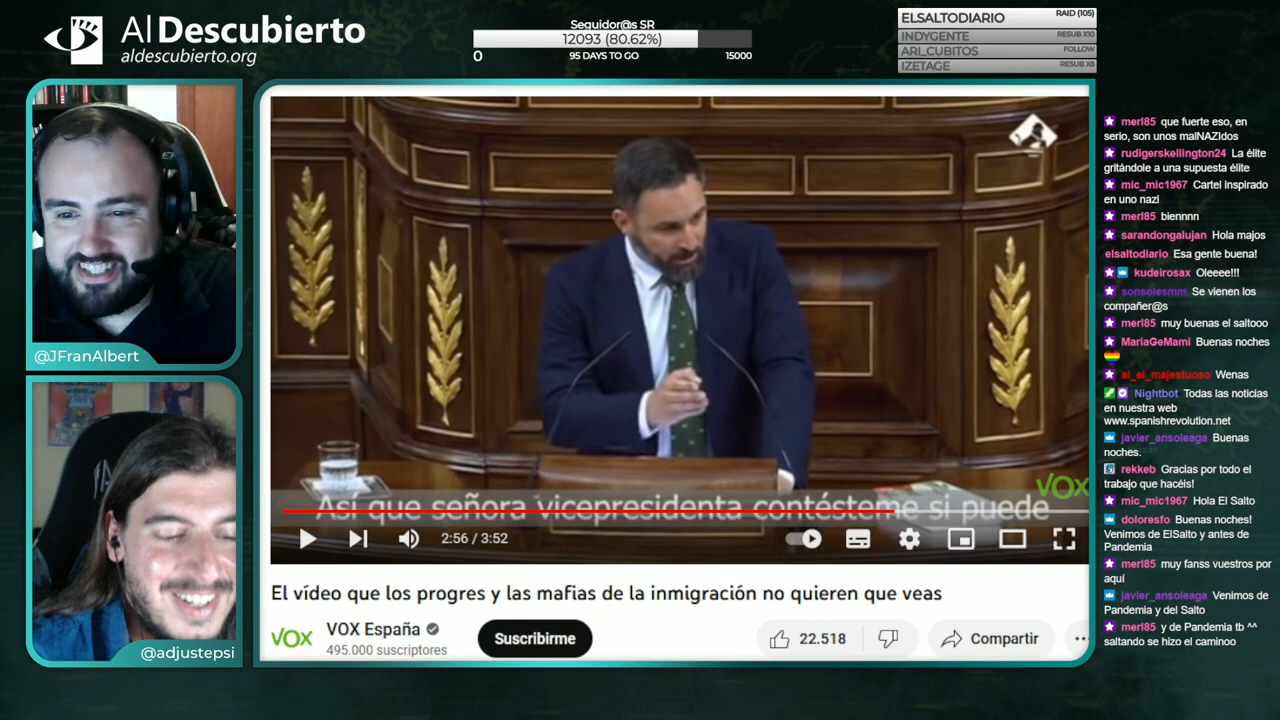 Al Descubierto
aldescubierto.org
Seguidor@s SR
12093 (80.62%)
0
95 DAYS TO GO
15000
ELSALTODIARIO RAID (105)
INDYGENTE RESUB X10
ARI_CUBITOS FOLLOW
IZETAGE RESUB X8
@JFranAlbert
@adjustepsi
VOX
Así que señora vicepresidenta contésteme si puede
2:56 / 3:52
El vídeo que los progres y las mafias de la inmigración no quieren que veas
VOX
VOX España
495.000 suscriptores
Suscribirme
22.518
Compartir
merl85 que fuerte eso, en
serio, son unos malNAZIdos
rudigerskellington24 La élite
gritándole a una supuesta élite
mic_mic1967 Cartel inspirado
en uno nazi
merl85 biennnn
sarandongalujan Hola majos
elsaltodiario Esa gente buena!
kudeirosax Oleeee!!!
sonsolesmm Se vienen los
compañer@s
merl85 muy buenas el saltooo
MariaGeMami Buenas noches
al_el_majestuoso Wenas
Nightbot Todas las noticias
en nuestra web
www.spanishrevolution.net
javier_ansoleaga Buenas
noches.
rekkeb Gracias por todo el
trabajo que hacéis!
mic_mic1967 Hola El Salto
doloresfo Buenas noches!
Venimos de ElSalto y antes de
Pandemia
merl85 muy fanss vuestros por
aquí
javier_ansoleaga Venimos de
Pandemia y del Salto
merl85 y de Pandemia tb ^^
saltando se hizo el caminoo